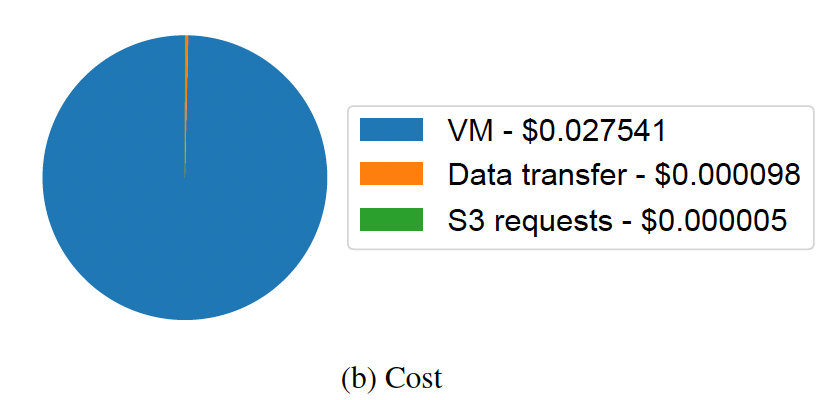 VM - $0.027541
Data transfer - $0.000098
S3 requests - $0.000005
(b) Cost